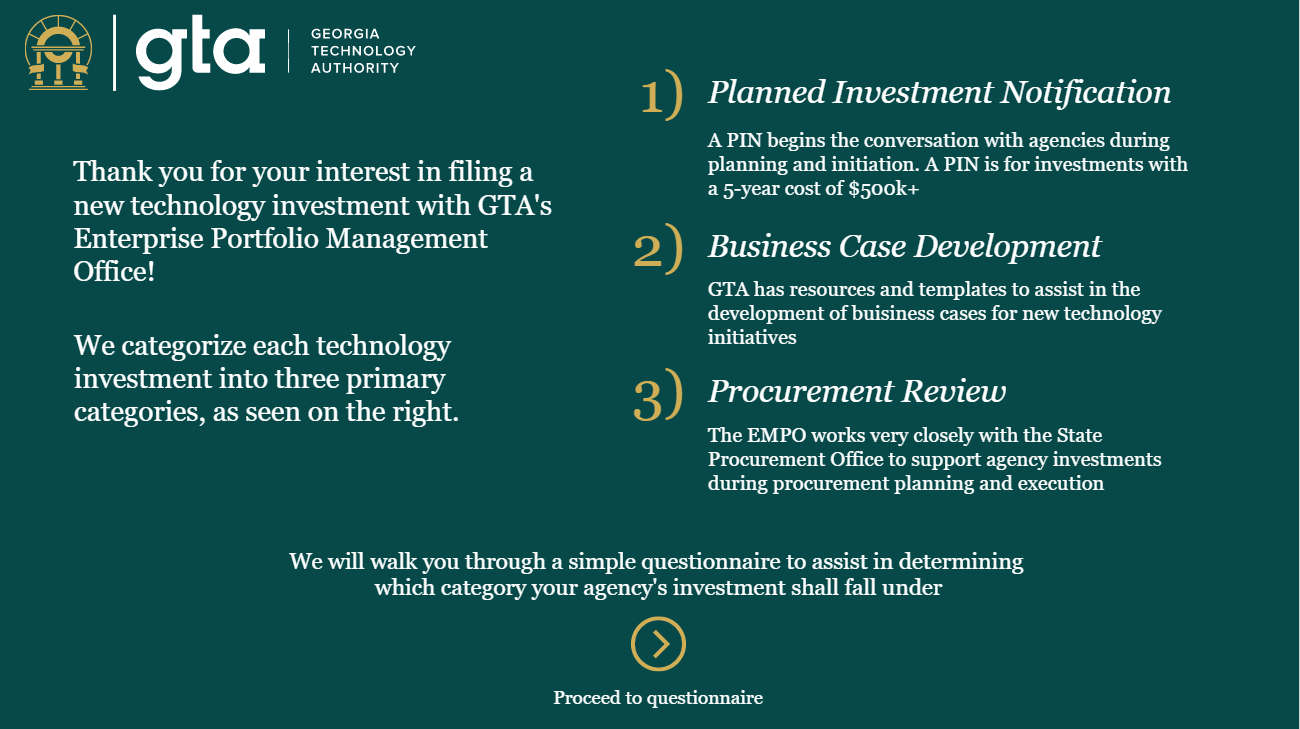 gta
GEORGIA
TECHNOLOGY
AUTHORITY
Thank you for your interest in filing a
new technology investment with GTA's
Enterprise Portfolio Management
Office!
We categorize each technology
investment into three primary
categories, as seen on the right.
1) Planned Investment Notification
A PIN begins the conversation with agencies during
planning and initiation. A PIN is for investments with
a 5-year cost of $500k+
2) Business Case Development
GTA has resources and templates to assist in the
development of buisiness cases for new technology
initiatives
3) Procurement Review
The EMPO works very closely with the State
Procurement Office to support agency investments
during procurement planning and execution
We will walk you through a simple questionnaire to assist in determining
which category your agency's investment shall fall under
Proceed to questionnaire